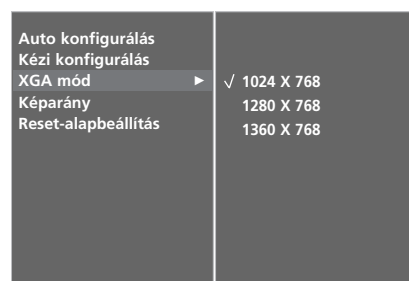 Auto konfigurálás
Kézi konfigurálás
XGA mód ► √ 1024 X 768
Képarány 1280 X 768
Reset-alapbeállítás 1360 X 768